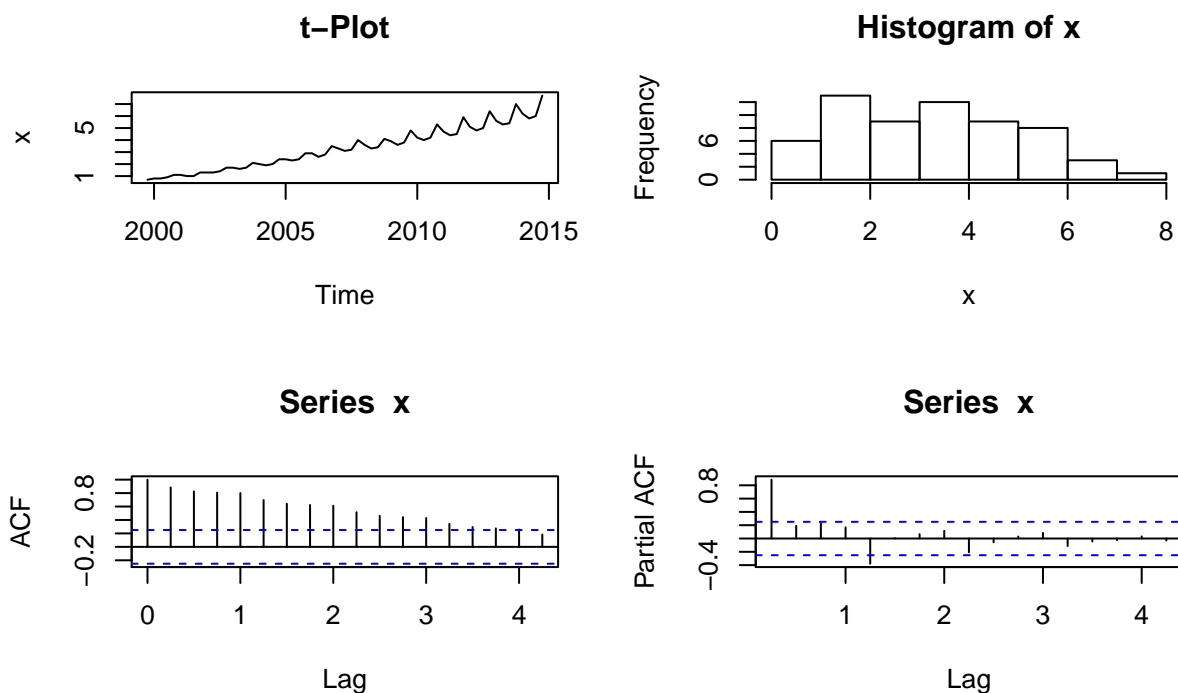 t−Plot
x
1 5
2000 2005 2010 2015
Time
Histogram of x
Frequency
0 6
0 2 4 6 8
x
Series x
ACF
−0.2 0.8
0 1 2 3 4
Lag
Series x
Partial ACF
−0.4 0.8
1 2 3 4
Lag